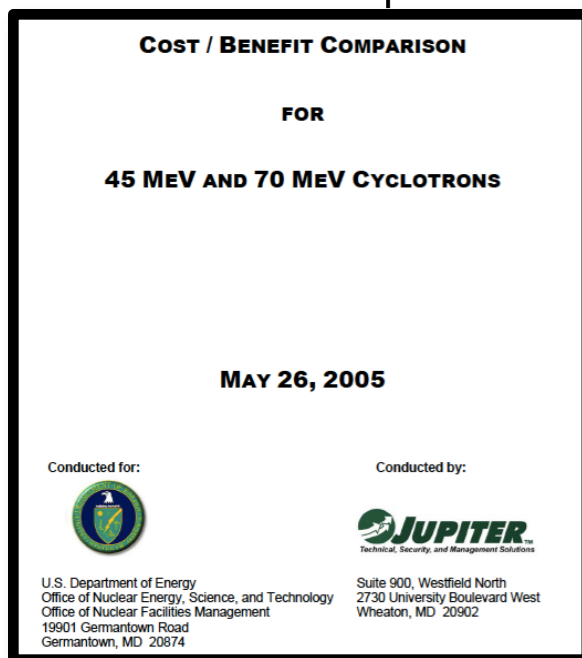 COST / BENEFIT COMPARISON
FOR
45 MEV AND 70 MEV CYCLOTRONS
MAY 26, 2005
Conducted for:
U.S. Department of Energy
Office of Nuclear Energy, Science, and Technology
Office of Nuclear Facilities Management
19901 Germantown Road
Germantown, MD 20874
Conducted by:
JUPITER™
Technical, Security, and Management Solutions
Suite 900, Westfield North
2730 University Boulevard West
Wheaton, MD 20902